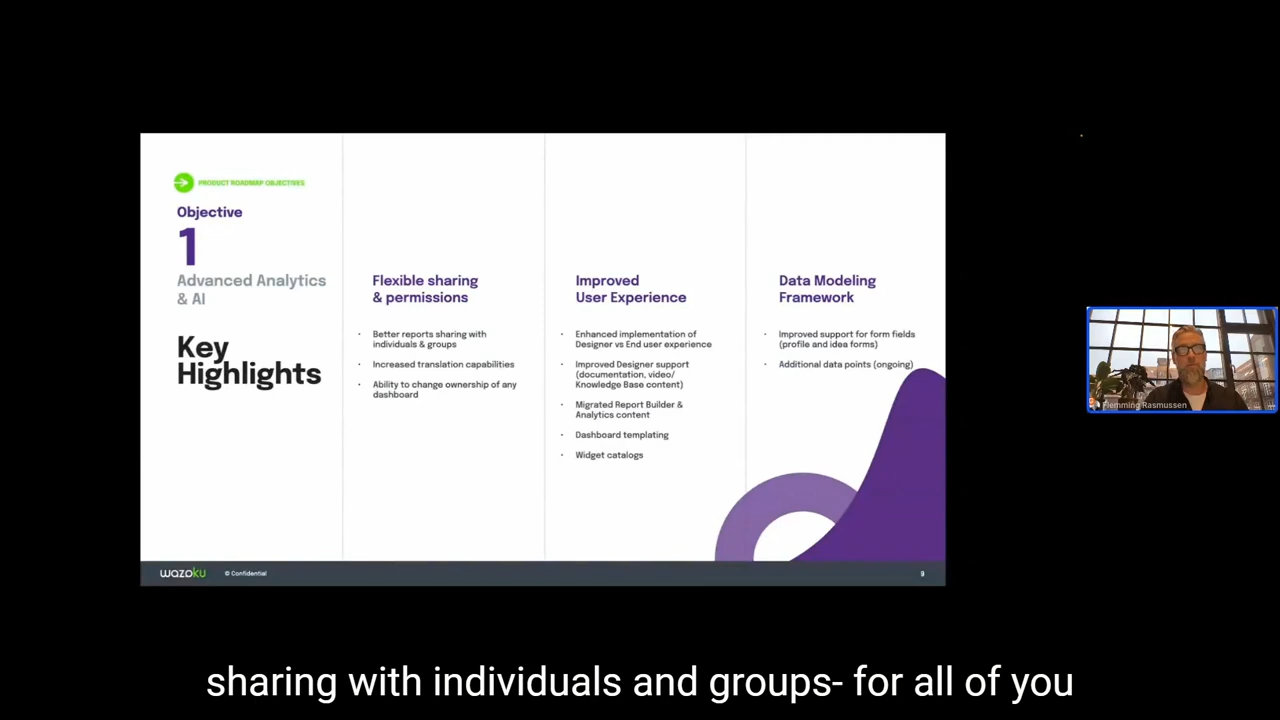 PRODUCT ROADMAP OBJECTIVES
Objective
1
Advanced Analytics
& AI
Key
Highlights
Flexible sharing
& permissions
• Better reports sharing with
individuals & groups
• Increased translation capabilities
• Ability to change ownership of any
dashboard
Improved
User Experience
• Enhanced implementation of
Designer vs End user experience
• Improved Designer support
(documentation, video/
Knowledge Base content)
• Migrated Report Builder &
Analytics content
• Dashboard templating
• Widget catalogs
Data Modeling
Framework
• Improved support for form fields
(profile and idea forms)
• Additional data points (ongoing)
wazoku
© Confidential
9
Flemming Rasmussen
sharing with individuals and groups- for all of you